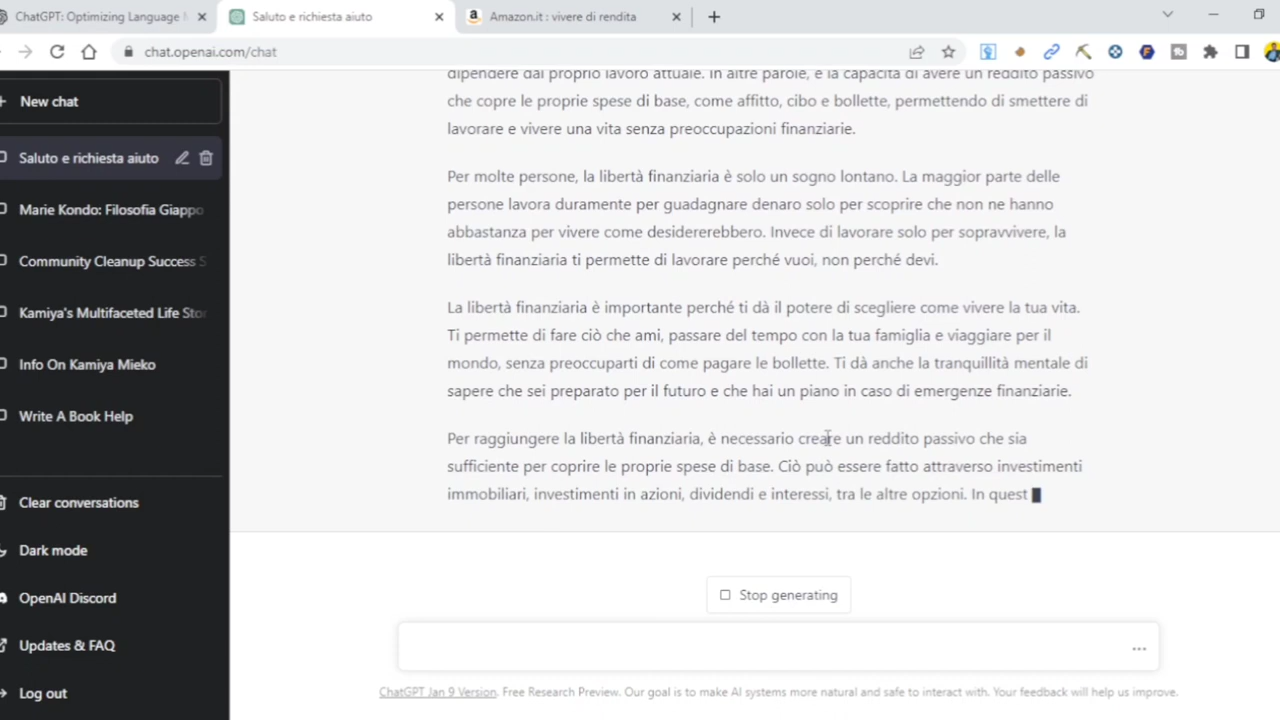 ChatGPT: Optimizing Language
Saluto e richiesta aiuto
Amazon.it : vivere di rendita
chat.openai.com/chat
New chat
Saluto e richiesta aiuto
Marie Kondo: Filosofia Giappo
Community Cleanup Success S
Kamiya's Multifaceted Life Stor
Info On Kamiya Mieko
Write A Book Help
Clear conversations
Dark mode
OpenAI Discord
Updates & FAQ
Log out
dipendere dal proprio lavoro attuale. In altre parole, è la capacità di avere un reddito passivo
che copre le proprie spese di base, come affitto, cibo e bollette, permettendo di smettere di
lavorare e vivere una vita senza preoccupazioni finanziarie.
Per molte persone, la libertà finanziaria è solo un sogno lontano. La maggior parte delle
persone lavora duramente per guadagnare denaro solo per scoprire che non ne hanno
abbastanza per vivere come desidererebbero. Invece di lavorare solo per sopravvivere, la
libertà finanziaria ti permette di lavorare perché vuoi, non perché devi.
La libertà finanziaria è importante perché ti dà il potere di scegliere come vivere la tua vita.
Ti permette di fare ciò che ami, passare del tempo con la tua famiglia e viaggiare per il
mondo, senza preoccuparti di come pagare le bollette. Ti dà anche la tranquillità mentale di
sapere che sei preparato per il futuro e che hai un piano in caso di emergenze finanziarie.
Per raggiungere la libertà finanziaria, è necessario creare un reddito passivo che sia
sufficiente per coprire le proprie spese di base. Ciò può essere fatto attraverso investimenti
immobiliari, investimenti in azioni, dividendi e interessi, tra le altre opzioni. In quest
Stop generating
ChatGPT Jan 9 Version. Free Research Preview. Our goal is to make AI systems more natural and safe to interact with. Your feedback will help us improve.